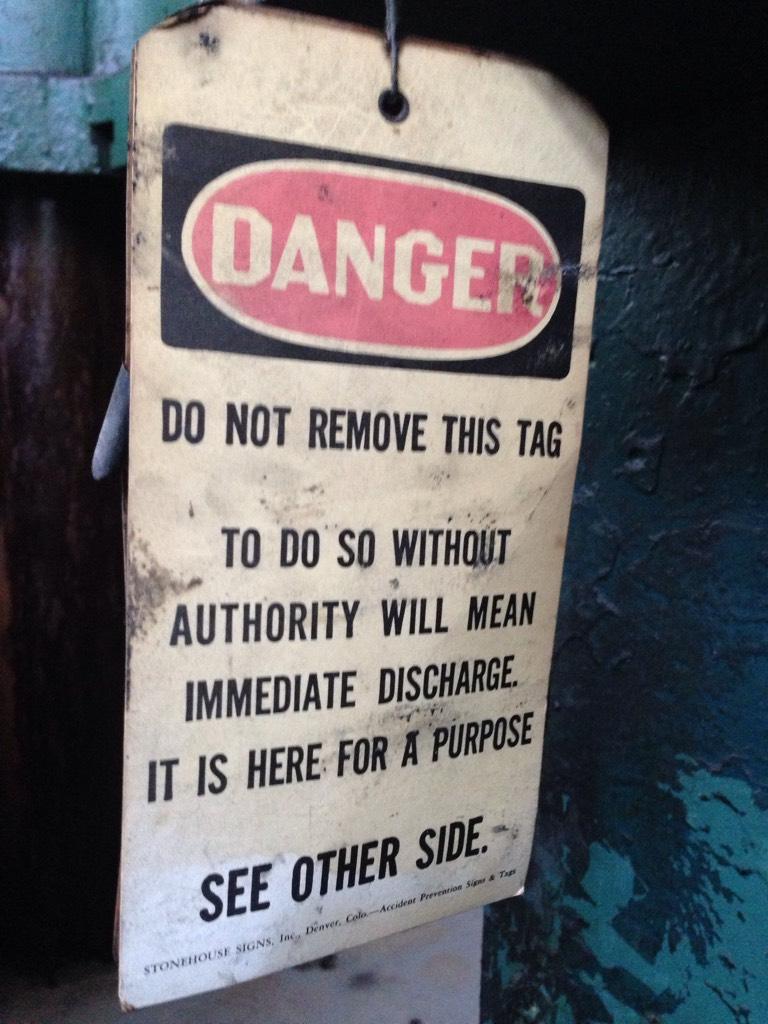 DANGER
DO NOT REMOVE THIS TAG
TO DO SO WITHOUT
AUTHORITY WILL MEAN
IMMEDIATE DISCHARGE.
IT IS HERE FOR A PURPOSE
SEE OTHER SIDE.
STONEHOUSE SIGNS, Inc., Denver, Colo.—Accident Prevention Signs & Tags